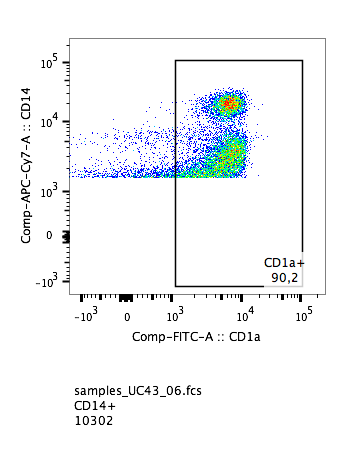 Comp-APC-Cy7-A :: CD14
10⁵
10⁴
10³
0
-10³
CD1a+
90,2
-10³ 0 10³ 10⁴ 10⁵
Comp-FITC-A :: CD1a
samples_UC43_06.fcs
CD14+
10302